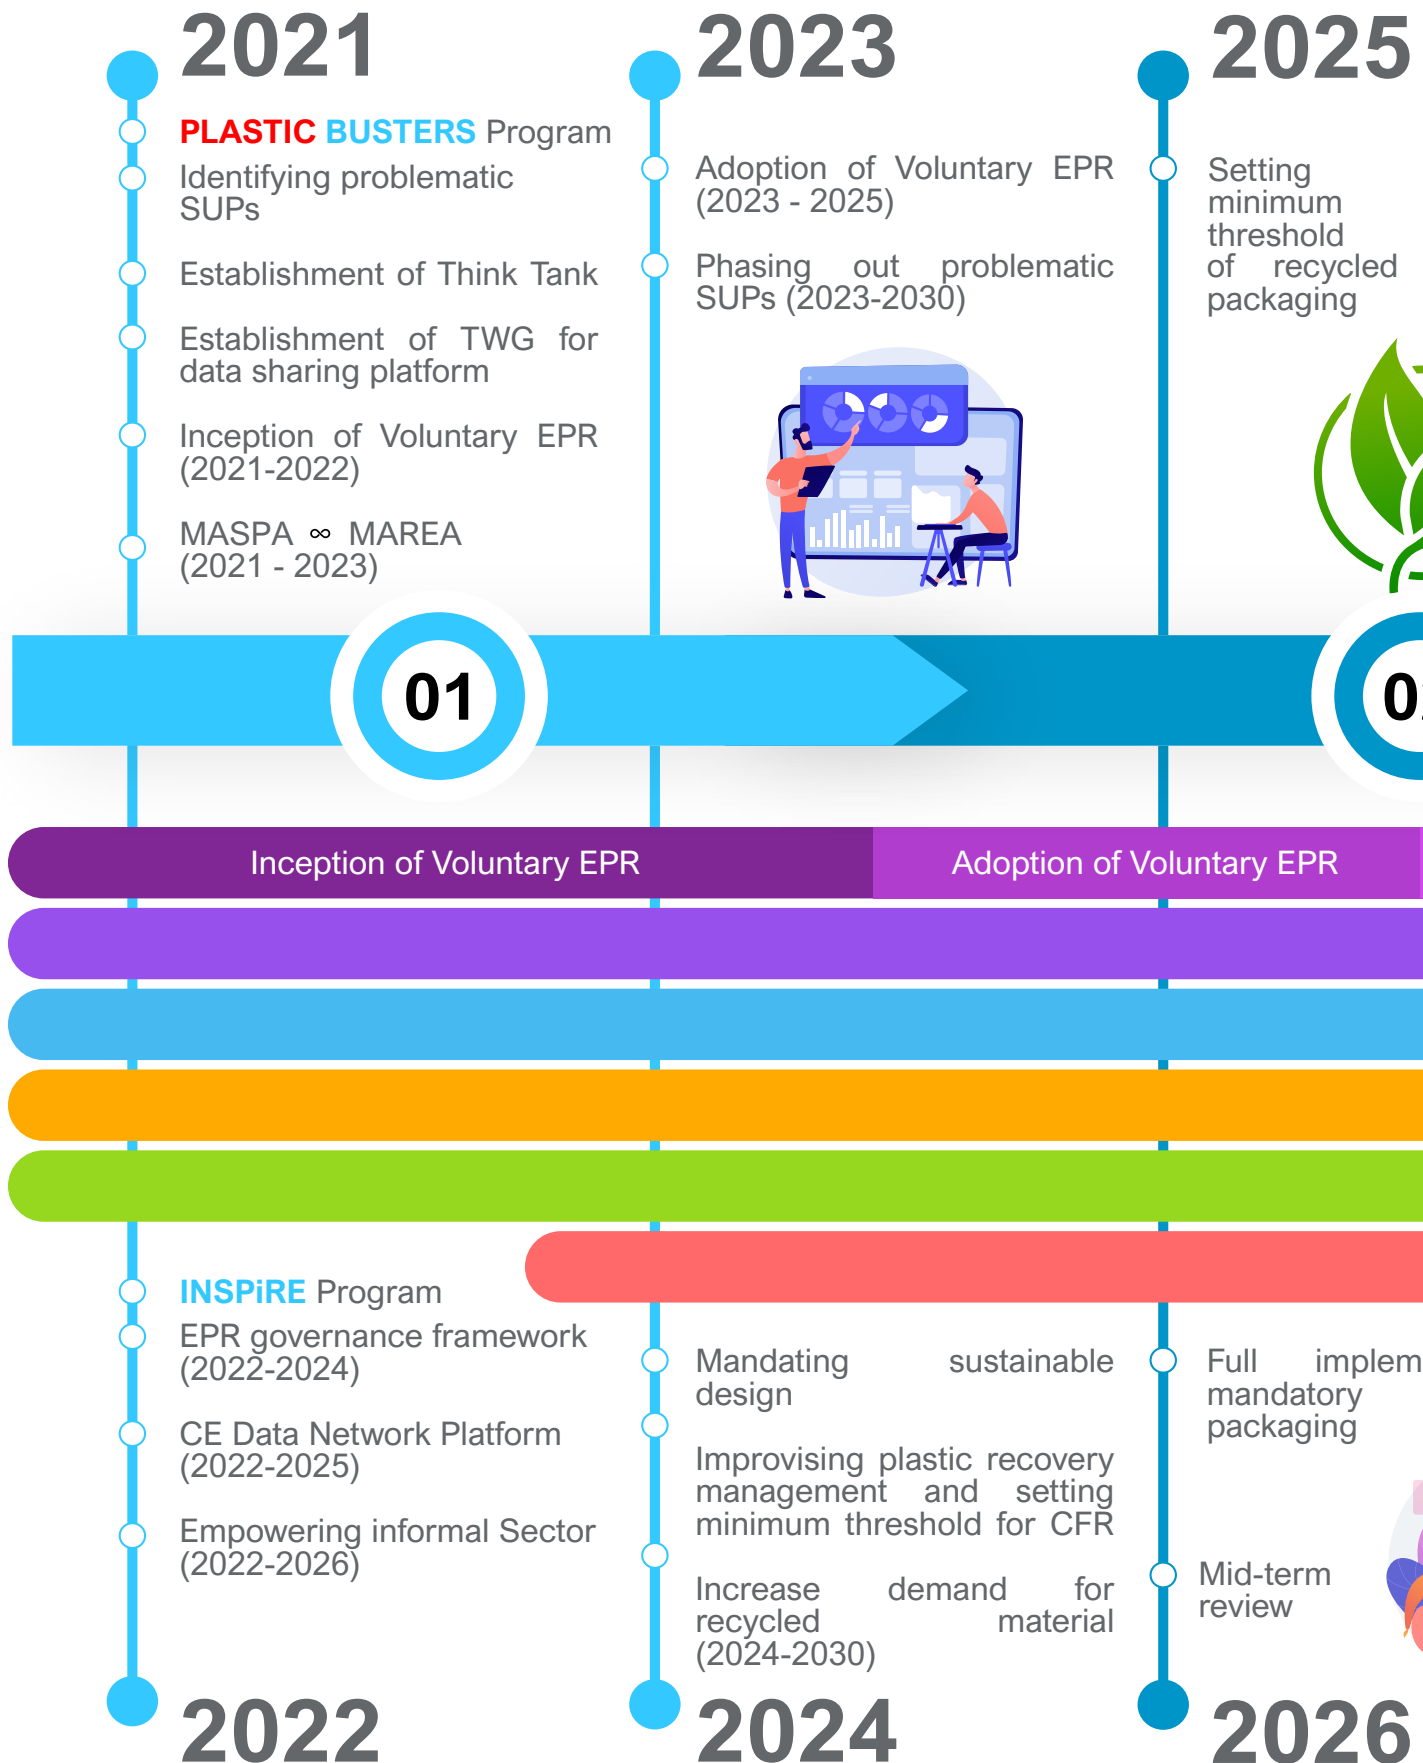 2021
PLASTIC BUSTERS Program
Identifying problematic
SUPs
Establishment of Think Tank
Establishment of TWG for
data sharing platform
Inception of Voluntary EPR
(2021-2022)
MASPA ∞ MAREA
(2021 - 2023)
2023
Adoption of Voluntary EPR
(2023 - 2025)
Phasing out problematic
SUPs (2023-2030)
2025
Setting
minimum
threshold
of recycled
packaging
01
Inception of Voluntary EPR
Adoption of Voluntary EPR
INSPiRE Program
EPR governance framework
(2022-2024)
CE Data Network Platform
(2022-2025)
Empowering informal Sector
(2022-2026)
2022
Mandating sustainable
design
Improvising plastic recovery
management and setting
minimum threshold for CFR
Increase demand for
recycled material
(2024-2030)
2024
Full
mandatory
packaging
Mid-term
review
2026